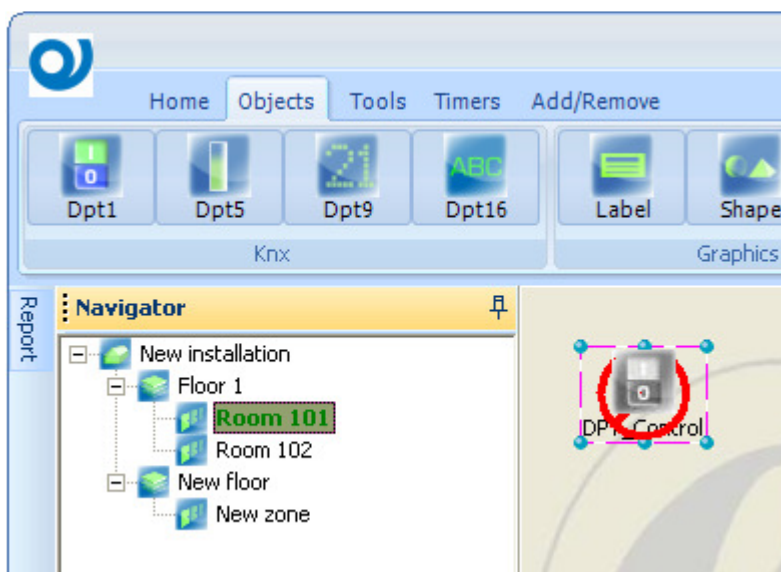 Home Objects Tools Timers Add/Remove
Dpt1 Dpt5 Dpt9 Dpt16 Label Shape
Knx Graphics
Report
Navigator
New installation
Floor 1
Room 101
Room 102
New floor
New zone
DPT_Control